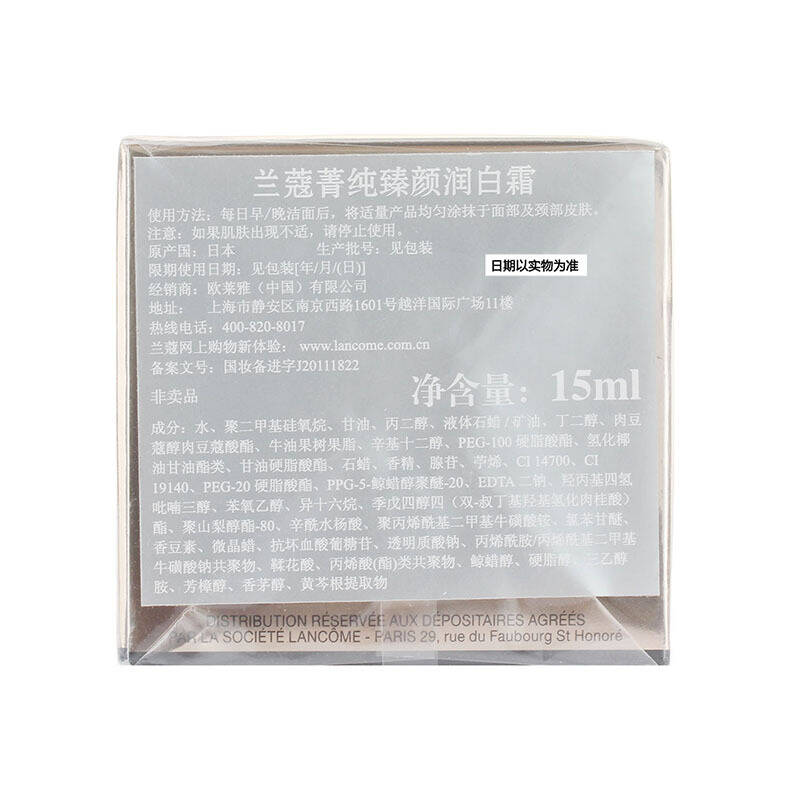 兰蔻菁纯臻颜润白霜
使用方法：每日早/晚洁面后，将适量产品均匀涂抹于面部及颈部皮肤。
注意：如果肌肤出现不适，请停止使用。
原产国：日本 生产批号：见包装
限期使用日期：见包装[年/月/(日)]
日期以实物为准
经销商：欧莱雅（中国）有限公司
地址： 上海市静安区南京西路1601号越洋国际广场11楼
热线电话：400-820-8017
兰蔻网上购物新体验：www.lancome.com.cn
备案文号：国妆备进字J20111822
非卖品 净含量：15ml
成分：水、聚二甲基硅氧烷、甘油、丙二醇、液体石蜡/矿油、丁二醇、肉豆
蔻醇肉豆蔻酸酯、牛油果树果脂、辛基十二醇、PEG-100 硬脂酸酯、氢化椰
油甘油酯类、甘油硬脂酸酯、石蜡、香精、腺苷、苧烯、CI 14700、CI
19140、PEG-20 硬脂酸酯、PPG-5-鲸蜡醇聚醚-20、EDTA 二钠、羟丙基四氢
吡喃三醇、苯氧乙醇、异十六烷、季戊四醇四（双-叔丁基羟基氢化肉桂酸）
酯、聚山梨醇酯-80、辛酰水杨酸、聚丙烯酰基二甲基牛磺酸铵、氯苯甘醚、
香豆素、微晶蜡、抗坏血酸葡糖苷、透明质酸钠、丙烯酰胺/丙烯酰基二甲基
牛磺酸钠共聚物、鞣花酸、丙烯酸(酯)类共聚物、鲸蜡醇、硬脂醇、三乙醇
胺、芳樟醇、香茅醇、黄芩根提取物
DISTRIBUTION RÉSERVÉE AUX DÉPOSITAIRES AGRÉÉS
PAR LA SOCIÉTÉ LANCÔME - PARIS 29, rue du Faubourg St Honoré